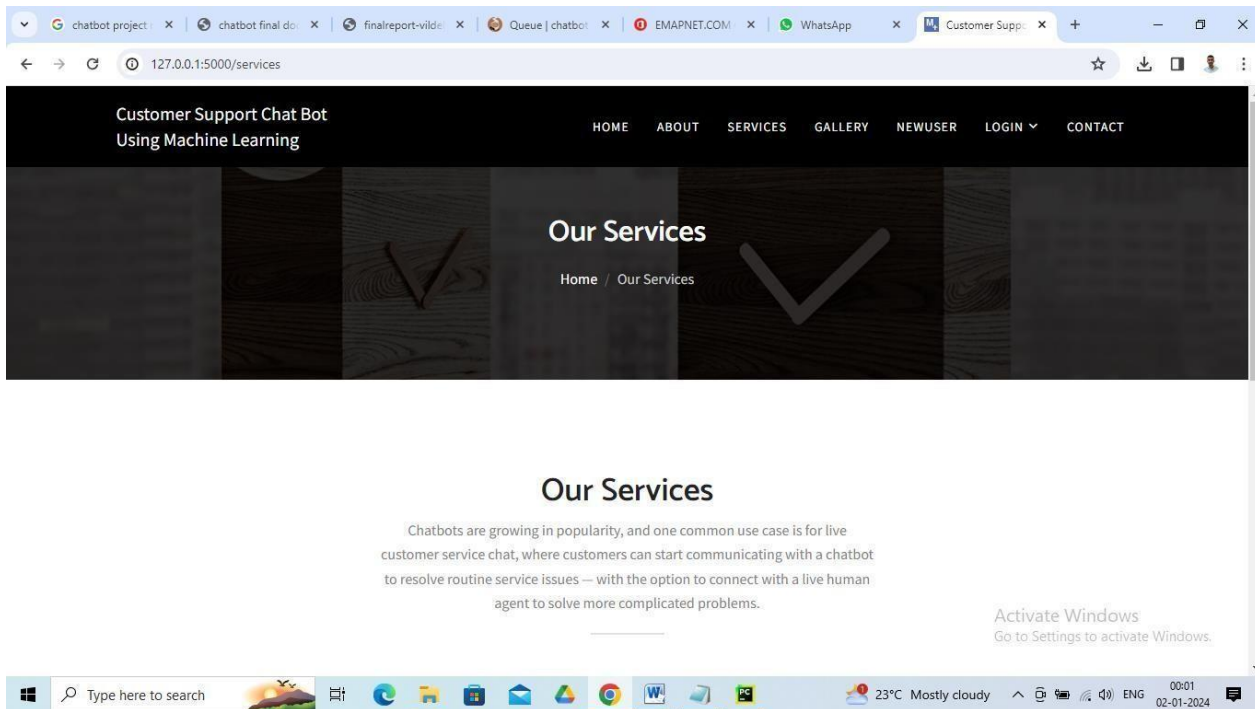 chatbot project
chatbot final do
finalreport-vilde
Queue | chatbot
EMAPNET.COM
WhatsApp
Customer Suppo
127.0.0.1:5000/services
Customer Support Chat Bot
Using Machine Learning
HOME ABOUT SERVICES GALLERY NEWUSER LOGIN CONTACT
Our Services
Home / Our Services
Our Services
Chatbots are growing in popularity, and one common use case is for live
customer service chat, where customers can start communicating with a chatbot
to resolve routine service issues — with the option to connect with a live human
agent to solve more complicated problems.
Activate Windows
Go to Settings to activate Windows.
Type here to search
23°C Mostly cloudy
ENG
00:01
02-01-2024